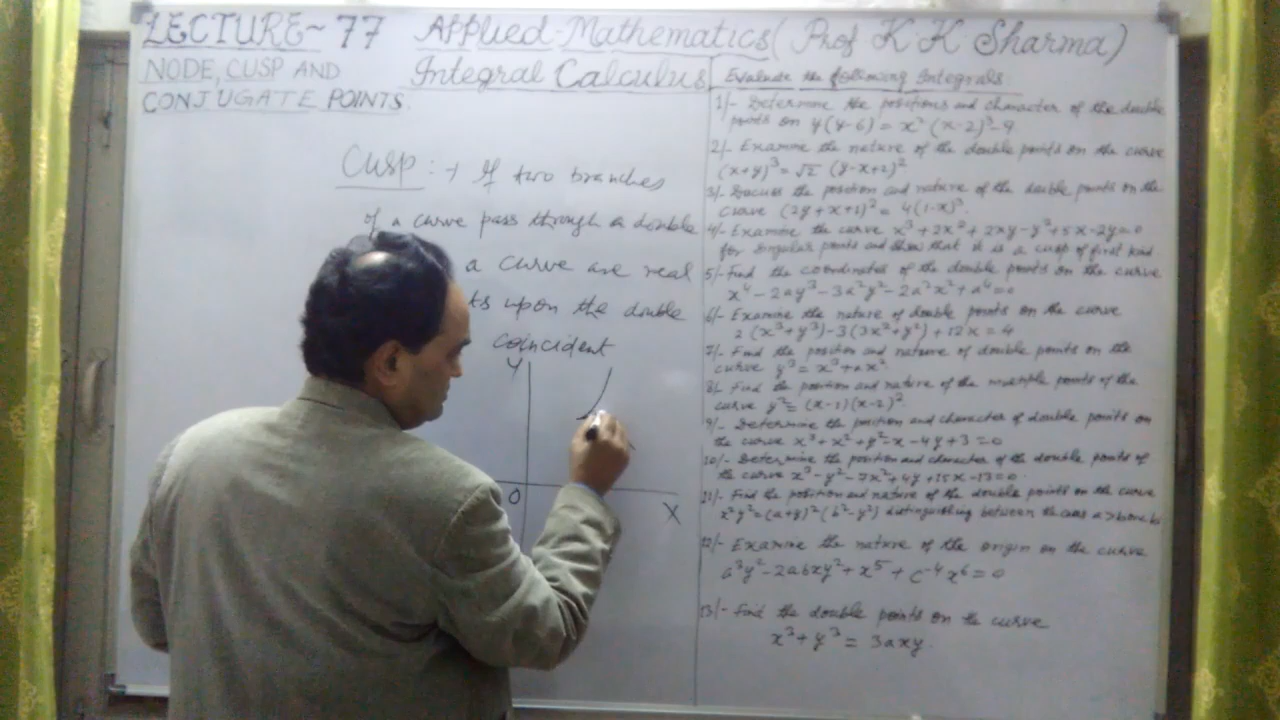 LECTURE~77 Applied-Mathematics (Prof K.K. Sharma)
NODE, CUSP AND
CONJUGATE POINTS.
Integral Calculus
Cusp :→ If two branches
of a curve pass through a double
a curve are real
ts upon the double
coincident
Y
O
X
Evaluate the following Integrals:
1/- Determine the positions and character of the double
points on y(y-6) = x²(x-2)³-9
2/- Examine the nature of the double points on the curve
(x+y)³ = √2 (y-x+2)²
3/- Discuss the position and nature of the double points on the
curve (2y+x+1)² = 4(1-x)⁵.
4/- Examine the curve x³+2x²+2xy-y²+5x-2y=0
for singular points and show that it is a cusp of first kind
5/- Find the coordinates of the double points on the curve
x⁴-2ay³-3a²y²-2a²x²+a⁴=0
6/- Examine the nature of double points on the curve
2(x³+y³)-3(3x²+y²)+12x=4
7/- Find the position and nature of double points on the
curve y³ = x³+ax².
8/- Find the position and nature of the multiple points of the
curve y² = (x-1)(x-2)².
9/- Determine the position and character of double points on
the curve x³+x²+y²-x-4y+3=0
10/- Determine the position and character of the double points of
the curve x³-y²-7x²+4y+15x-13=0.
11/- Find the position and nature of the double points on the curve
x²y²=(a+y)²(b²-y²) distinguishing between the cases a>b or a<b
12/- Examine the nature of the origin on the curve
a³y²-2abxy²+x⁵+c⁻⁴x⁶=0
13/- Find the double points on the curve
x³+y³ = 3axy.